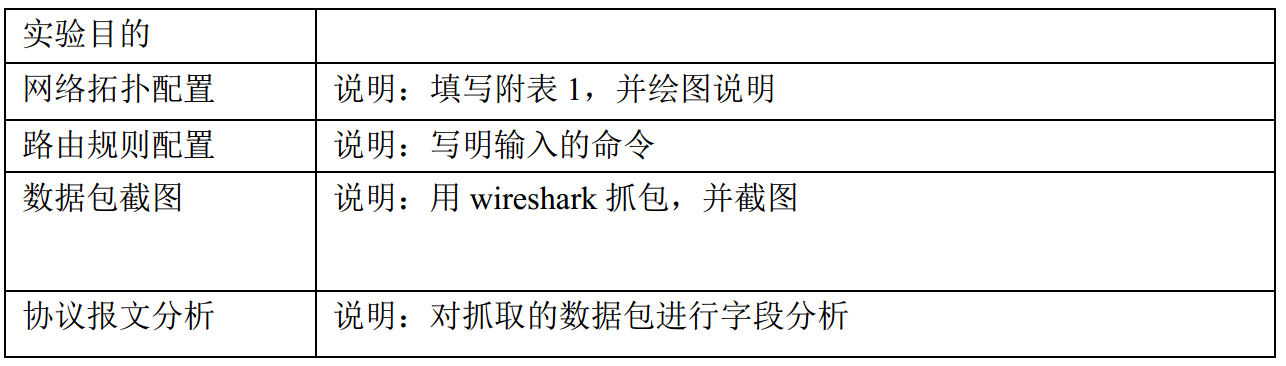 实验目的
网络拓扑配置 说明：填写附表 1，并绘图说明
路由规则配置 说明：写明输入的命令
数据包截图 说明：用 wireshark 抓包，并截图
协议报文分析 说明：对抓取的数据包进行字段分析